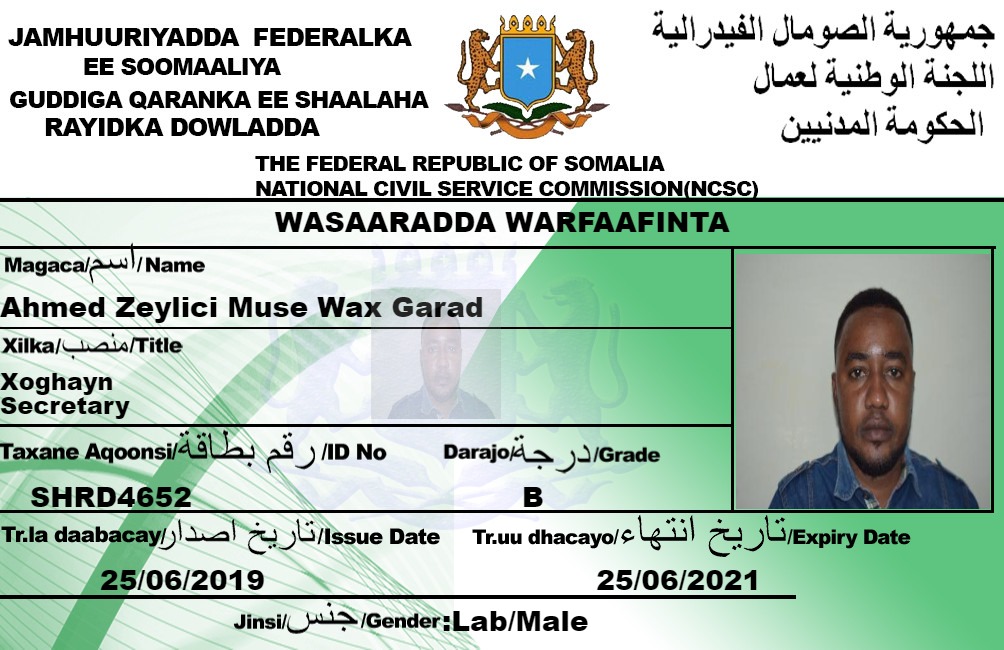 JAMHUURIYADDA FEDERALKA
EE SOOMAALIYA
GUDDIGA QARANKA EE SHAALAHA
RAYIDKA DOWLADDA
جمهورية الصومال الفيدرالية
اللجنة الوطنية لعمال
الحكومة المدنيين
THE FEDERAL REPUBLIC OF SOMALIA
NATIONAL CIVIL SERVICE COMMISSION(NCSC)
WASAARADDA WARFAAFINTA
Magaca/اسم/Name
Ahmed Zeylici Muse Wax Garad
Xilka/منصب/Title
Xoghayn
Secretary
Taxane Aqoonsi/رقم بطاقة/ID No
Darajo/درجة/Grade
SHRD4652
B
Tr.la daabacay/تاريخ اصدار/Issue Date
Tr.uu dhacayo/تاريخ انتهاء/Expiry Date
25/06/2019
25/06/2021
Jinsi/جنس/Gender:Lab/Male